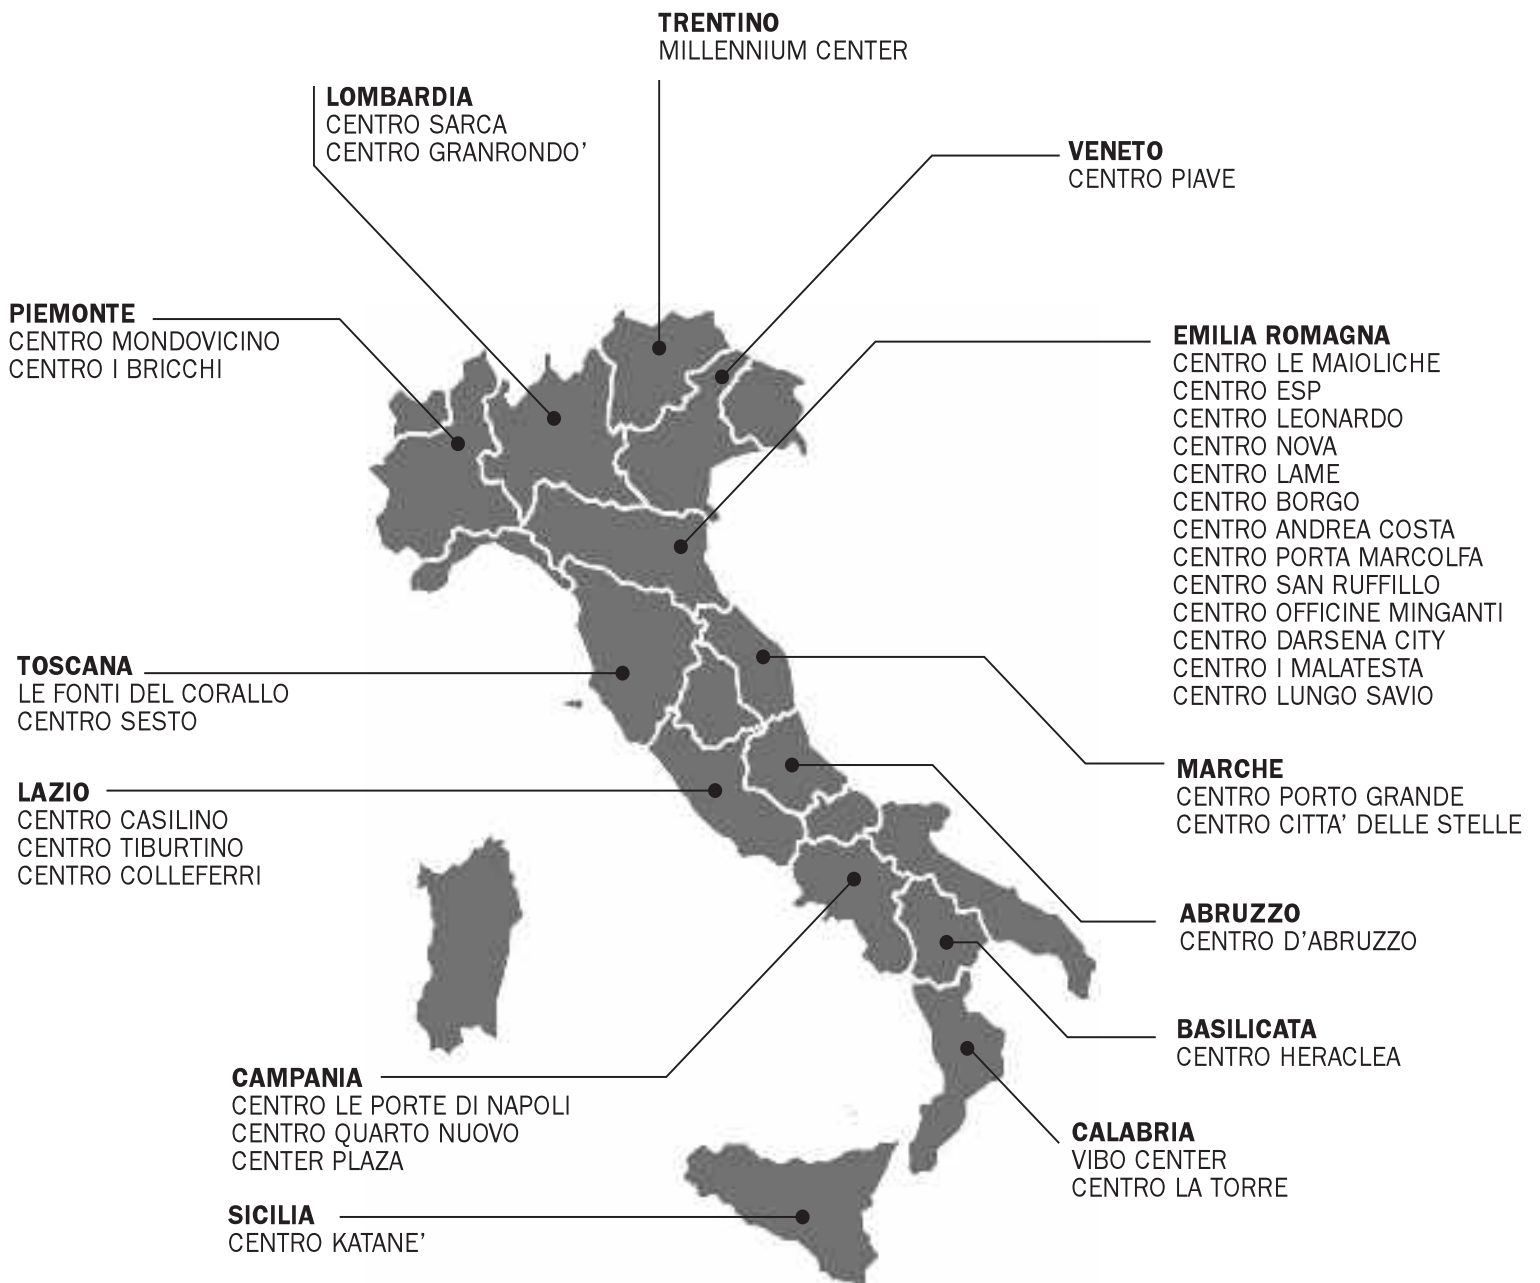 TRENTINO
MILLENNIUM CENTER
LOMBARDIA
CENTRO SARCA
CENTRO GRANRONDO’
VENETO
CENTRO PIAVE
PIEMONTE
CENTRO MONDOVICINO
CENTRO I BRICCHI
EMILIA ROMAGNA
CENTRO LE MAIOLICHE
CENTRO ESP
CENTRO LEONARDO
CENTRO NOVA
CENTRO LAME
CENTRO BORGO
CENTRO ANDREA COSTA
CENTRO PORTA MARCOLFA
CENTRO SAN RUFFILLO
CENTRO OFFICINE MINGANTI
CENTRO DARSENA CITY
CENTRO I MALATESTA
CENTRO LUNGO SAVIO
TOSCANA
LE FONTI DEL CORALLO
CENTRO SESTO
MARCHE
CENTRO PORTO GRANDE
CENTRO CITTA’ DELLE STELLE
LAZIO
CENTRO CASILINO
CENTRO TIBURTINO
CENTRO COLLEFERRI
ABRUZZO
CENTRO D’ABRUZZO
BASILICATA
CENTRO HERACLEA
CAMPANIA
CENTRO LE PORTE DI NAPOLI
CENTRO QUARTO NUOVO
CENTER PLAZA
CALABRIA
VIBO CENTER
CENTRO LA TORRE
SICILIA
CENTRO KATANE’